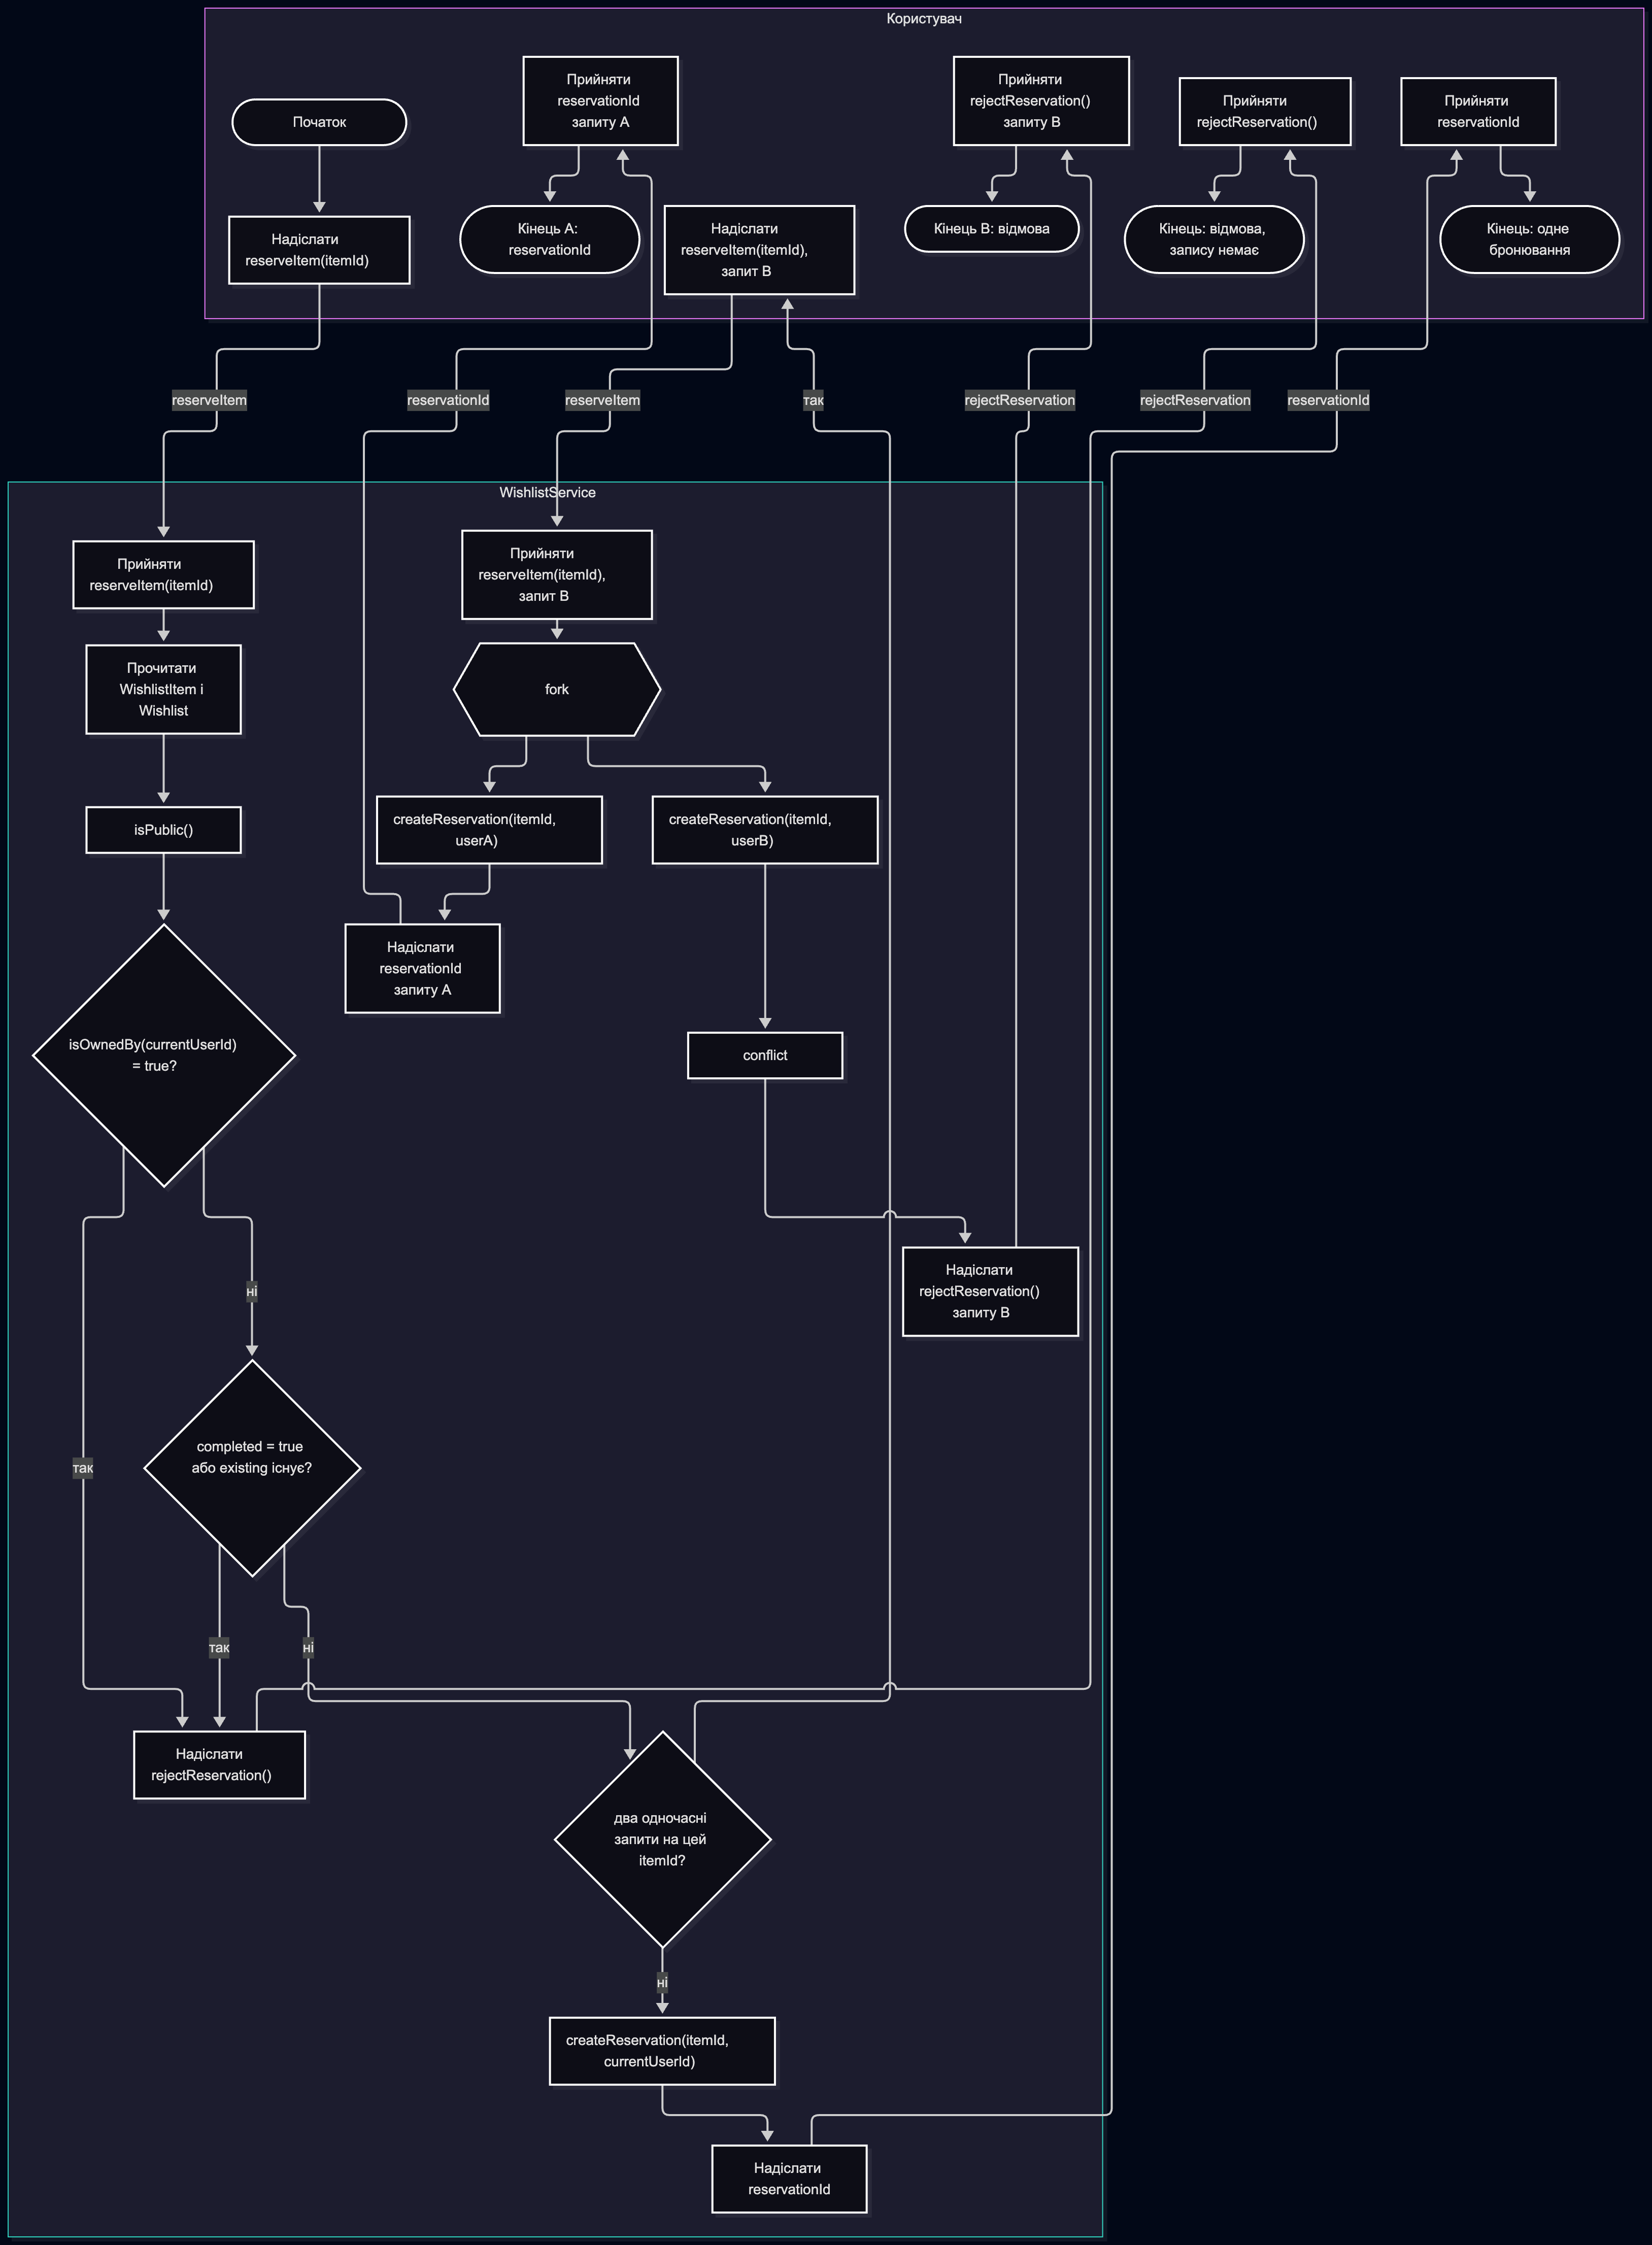 Користувач
Початок
Надіслати
reserveItem(itemId)
Прийняти
reservationId
запиту A
Кінець A:
reservationId
Надіслати
reserveItem(itemId),
запит B
Прийняти
rejectReservation()
запиту B
Кінець B: відмова
Прийняти
rejectReservation()
Кінець: відмова,
запису немає
Прийняти
reservationId
Кінець: одне
бронювання
reserveItem
reservationId
reserveItem
так
rejectReservation
rejectReservation
reservationId
WishlistService
Прийняти
reserveItem(itemId)
Прочитати
WishlistItem і
Wishlist
isPublic()
isOwnedBy(currentUserId)
= true?
Прийняти
reserveItem(itemId),
запит B
fork
createReservation(itemId,
userA)
createReservation(itemId,
userB)
Надіслати
reservationId
запиту A
conflict
Надіслати
rejectReservation()
запиту B
ні
completed = true
або existing існує?
так
так
ні
Надіслати
rejectReservation()
два одночасні
запити на цей
itemId?
ні
createReservation(itemId,
currentUserId)
Надіслати
reservationId